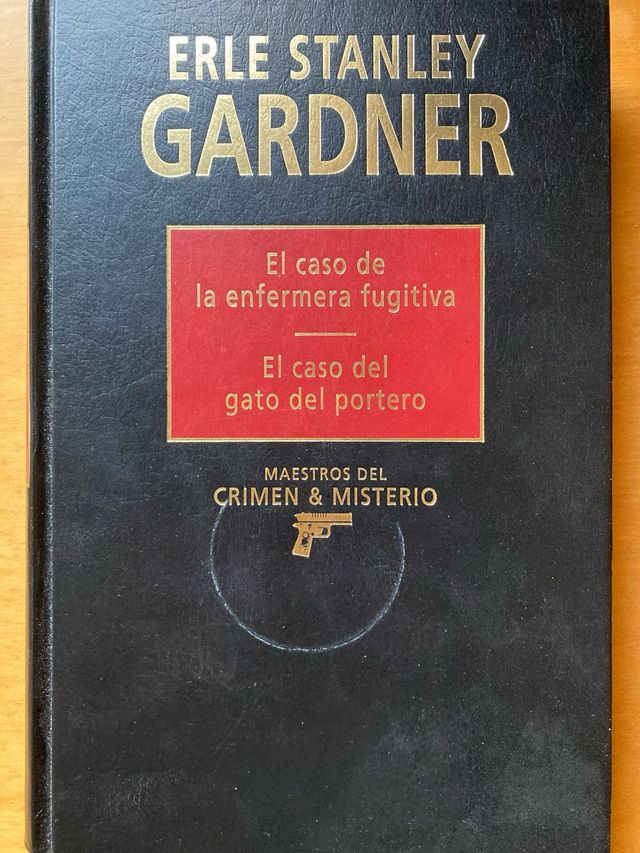 ERLE STANLEY
GARDNER
El caso de
la enfermera fugitiva
El caso del
gato del portero
MAESTROS DEL
CRIMEN & MISTERIO